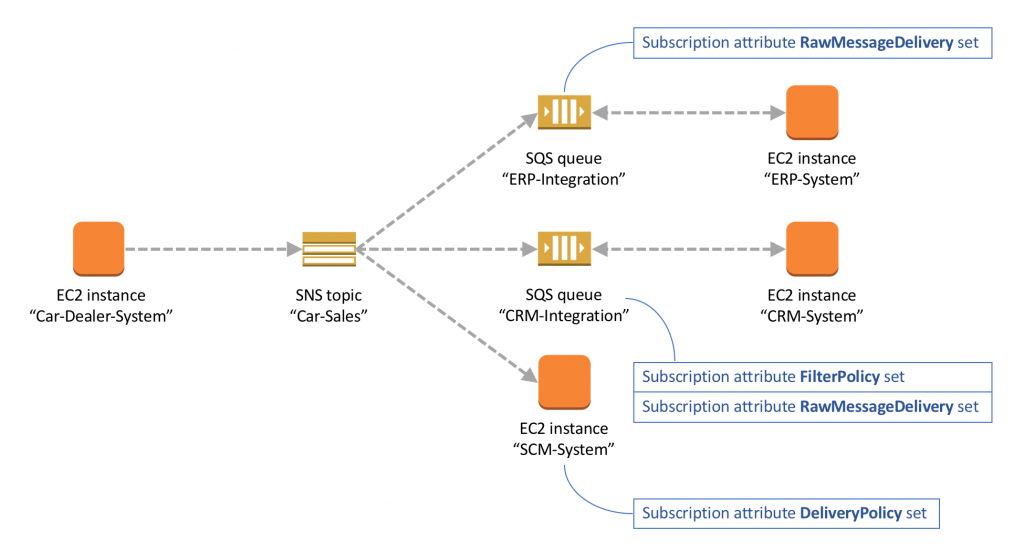 Subscription attribute RawMessageDelivery set
SQS queue
“ERP-Integration”
EC2 instance
“ERP-System”
EC2 instance
“Car-Dealer-System”
SNS topic
“Car-Sales”
SQS queue
“CRM-Integration”
EC2 instance
“CRM-System”
Subscription attribute FilterPolicy set
Subscription attribute RawMessageDelivery set
EC2 instance
“SCM-System”
Subscription attribute DeliveryPolicy set